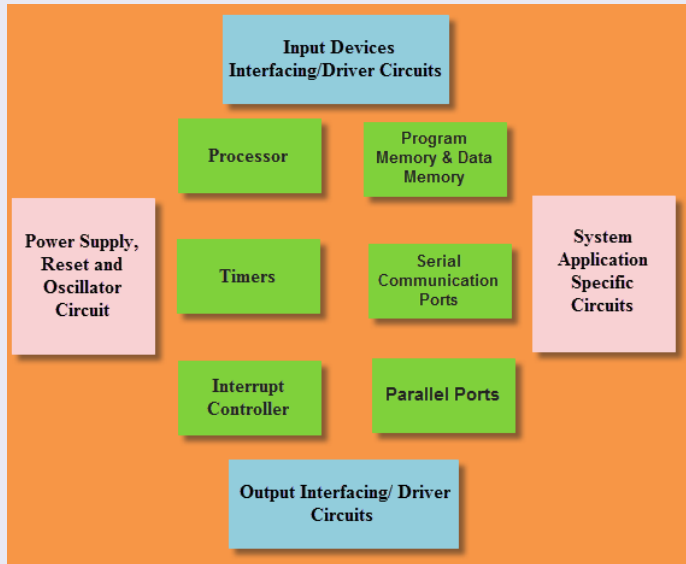 Input Devices
Interfacing/Driver Circuits
Processor
Program
Memory & Data
Memory
Power Supply,
Reset and
Oscillator
Circuit
Timers
Serial
Communication
Ports
System
Application
Specific
Circuits
Interrupt
Controller
Parallel Ports
Output Interfacing/ Driver
Circuits